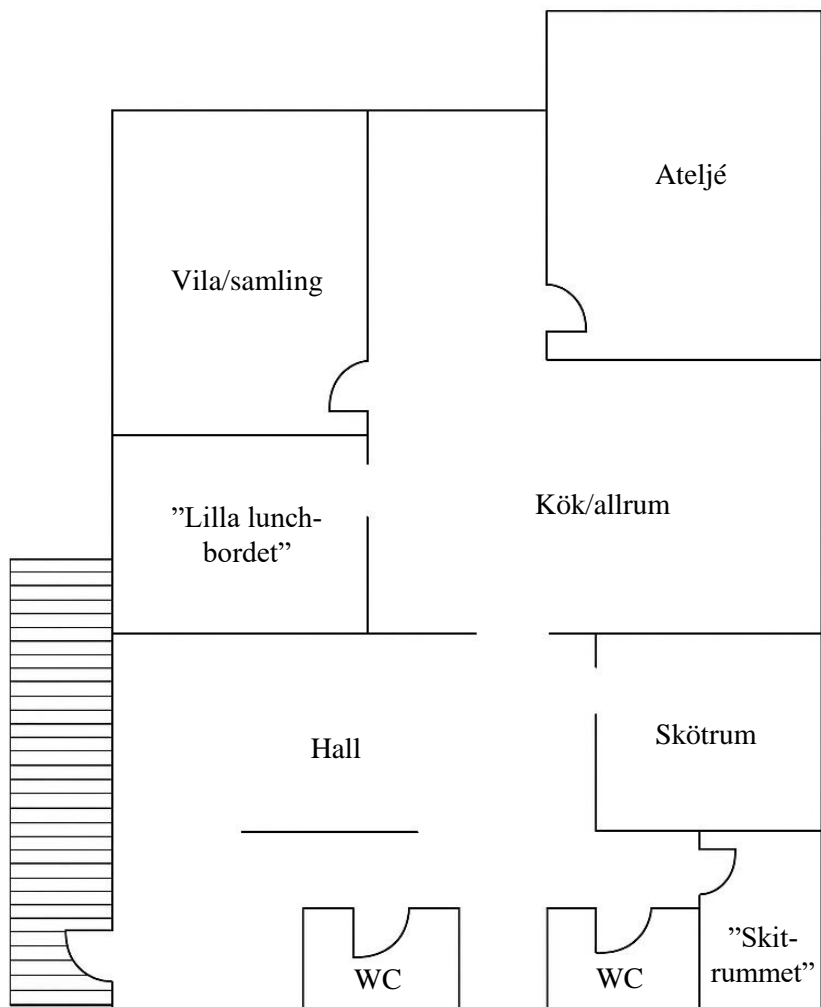 Ateljé
Vila/samling
”Lilla lunch-
bordet”
Kök/allrum
Hall
Skötrum
WC
WC
”Skit-
rummet”